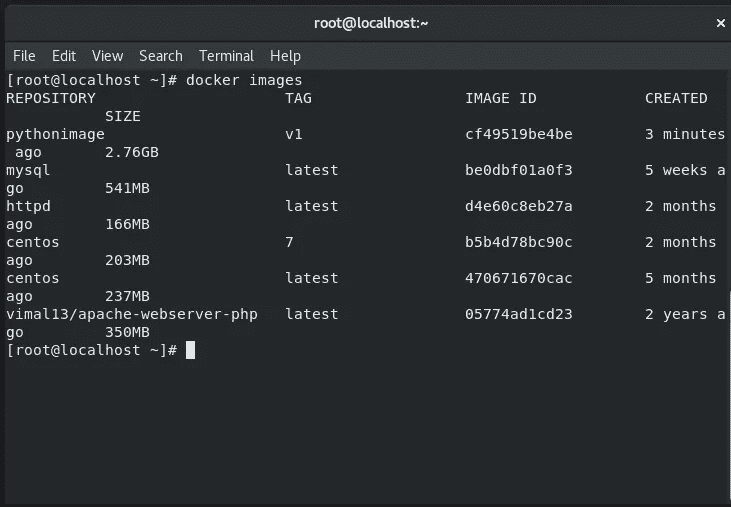 root@localhost:~ ×
File Edit View Search Terminal Help
[root@localhost ~]# docker images
REPOSITORY TAG IMAGE ID CREATED
SIZE
pythonimage v1 cf49519be4be 3 minutes
ago 2.76GB
mysql latest be0dbf01a0f3 5 weeks a
go 541MB
httpd latest d4e60c8eb27a 2 months
ago 166MB
centos 7 b5b4d78bc90c 2 months
ago 203MB
centos latest 470671670cac 5 months
ago 237MB
vimal13/apache-webserver-php latest 05774ad1cd23 2 years a
go 350MB
[root@localhost ~]#